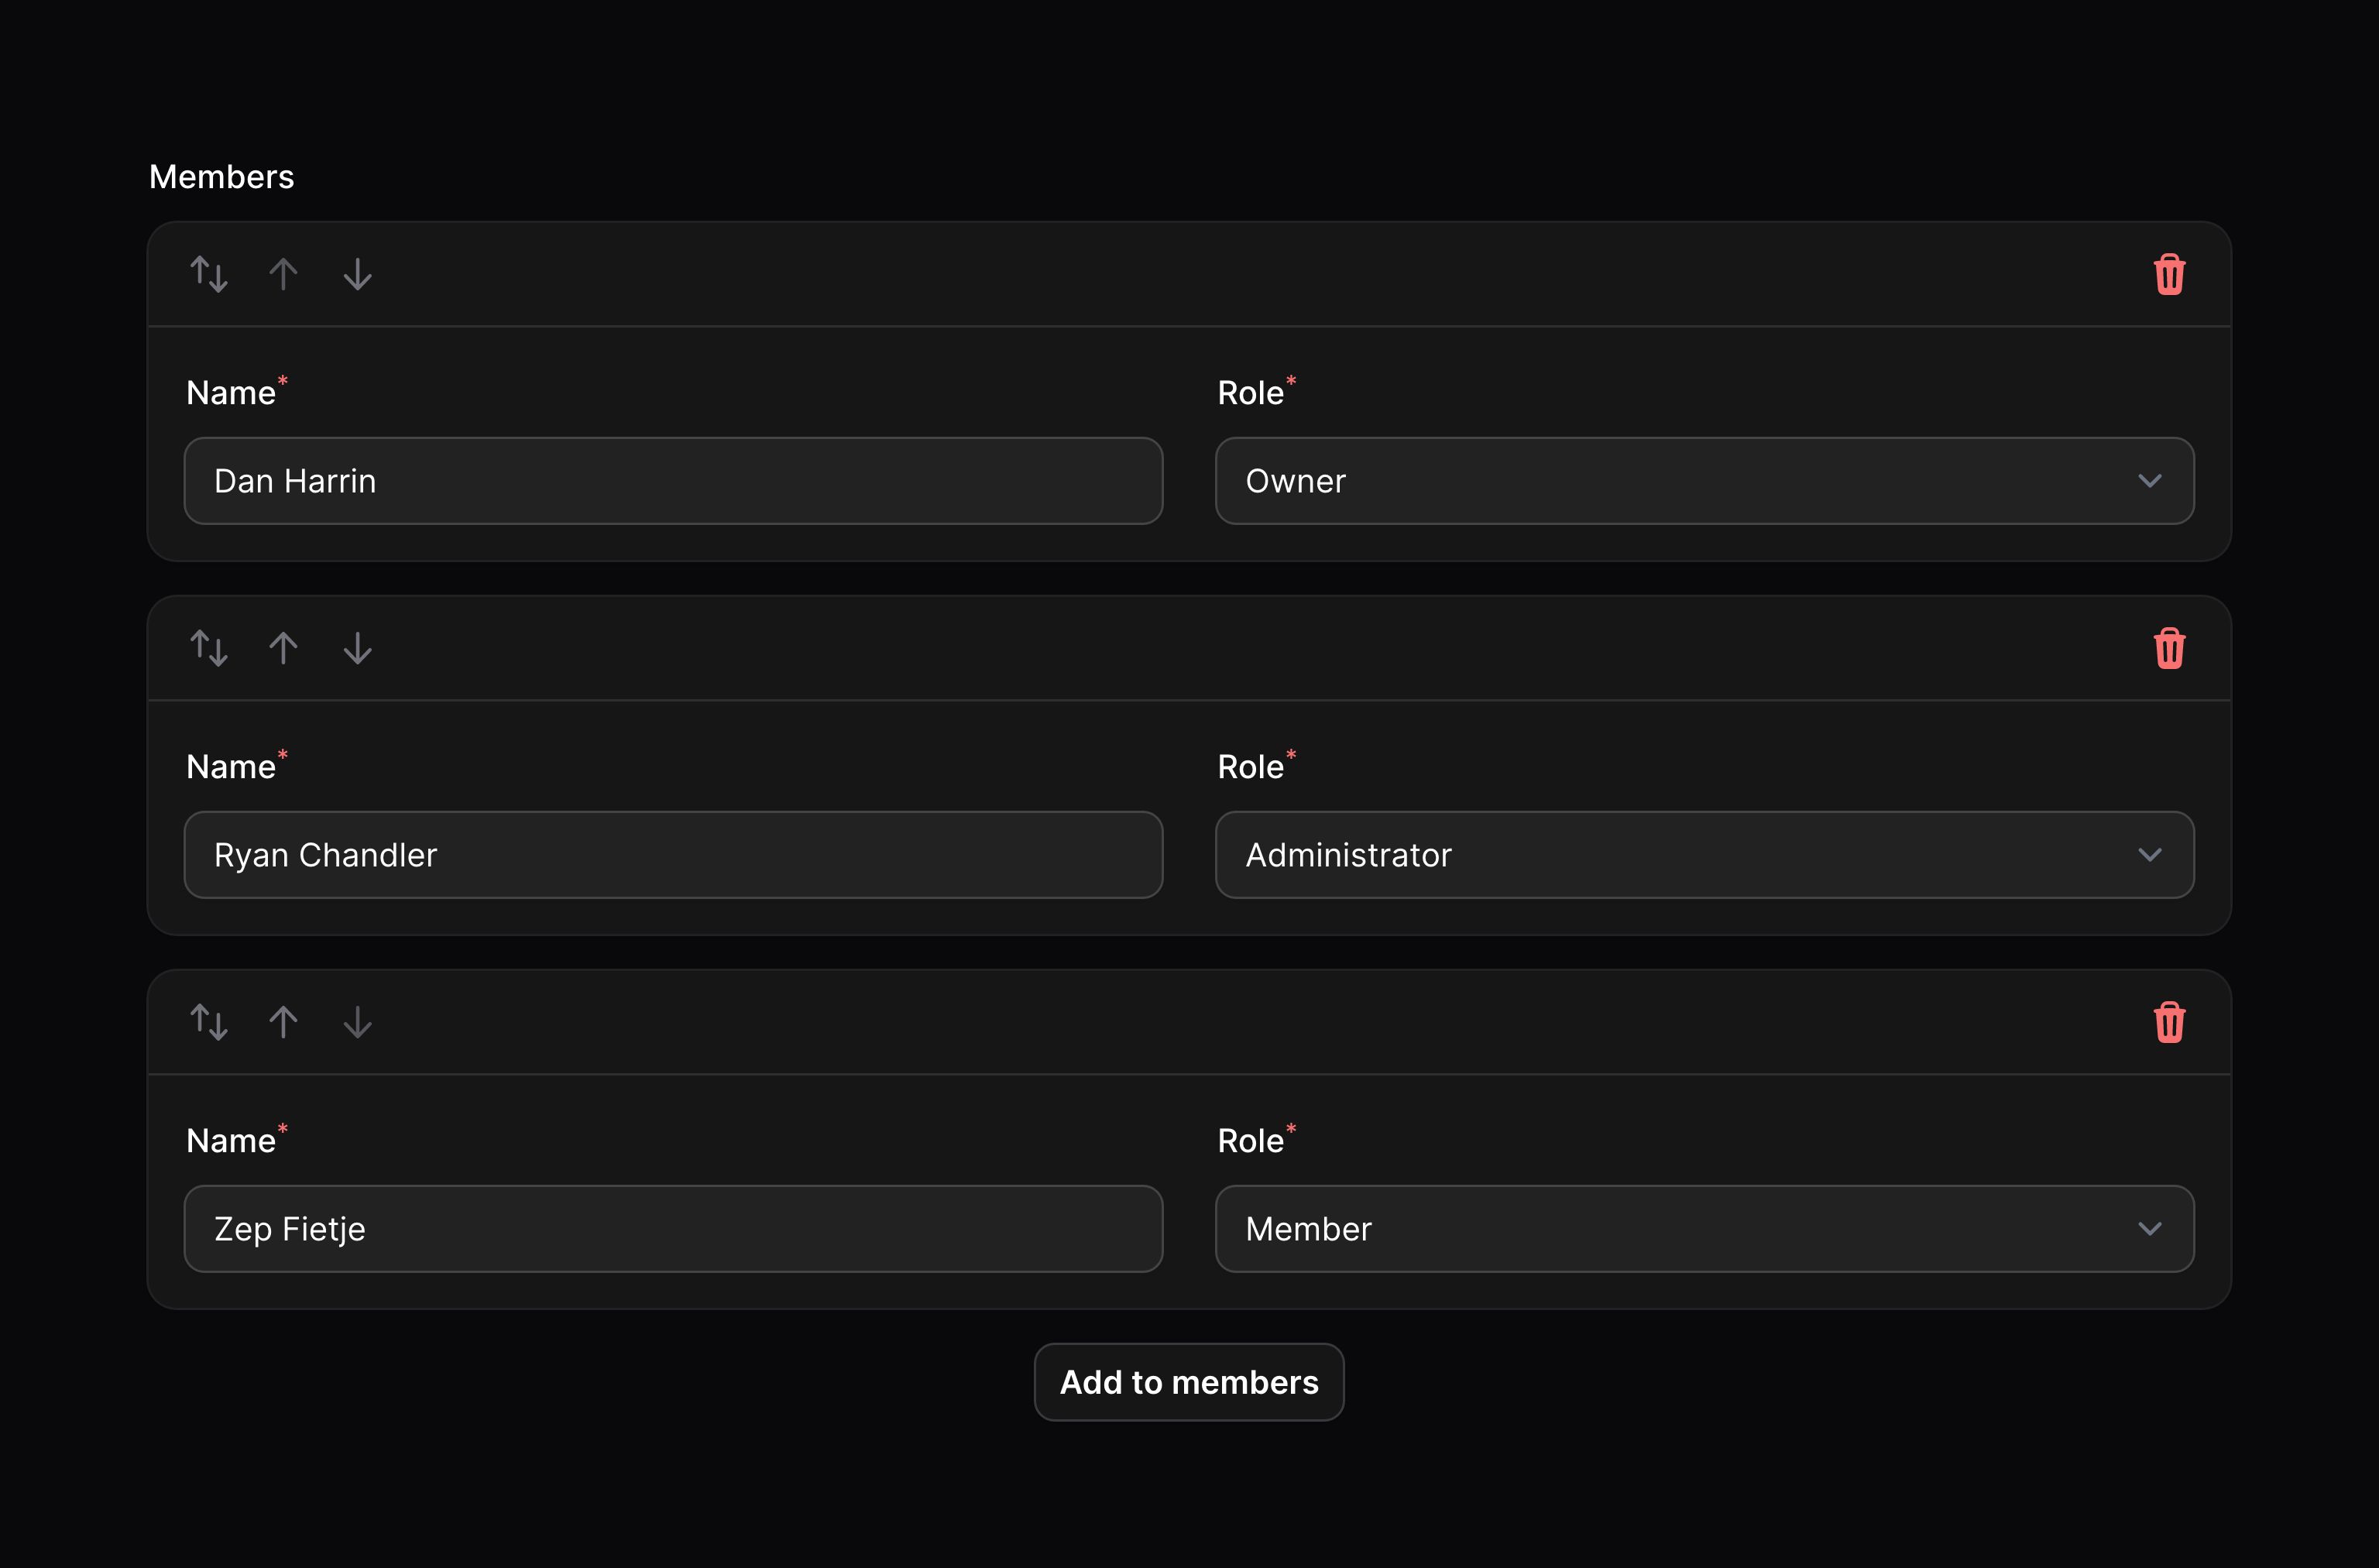 Members
Name* Role*
Dan Harrin Owner
Name* Role*
Ryan Chandler Administrator
Name* Role*
Zep Fietje Member
Add to members